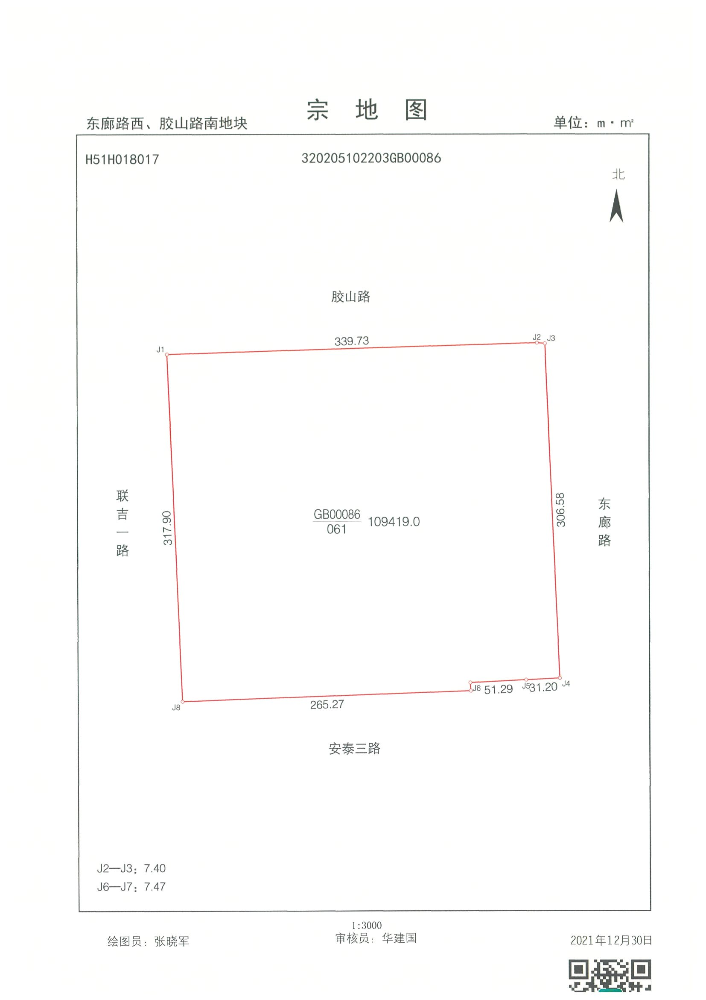 宗 地 图
东廊路西、胶山路南地块
单位：m·m²
H51H018017
320205102203GB00086
北
胶山路
339.73
J1
J2
J3
联吉一路
317.90
GB00086
061
109419.0
306.58
东廊路
J6
51.29
J5
31.20
J4
J8
265.27
安泰三路
J2—J3：7.40
J6—J7：7.47
1:3000
绘图员：张晓军
审核员：华建国
2021年12月30日